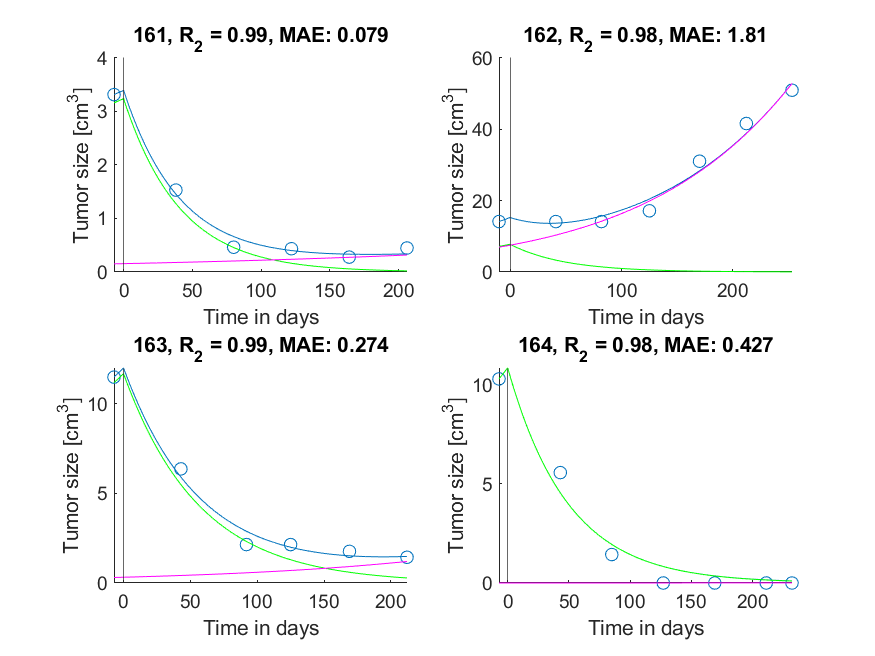 161, R2 = 0.99, MAE: 0.079
Tumor size [cm3]
4
3
2
1
0
0 50 100 150 200
Time in days
162, R2 = 0.98, MAE: 1.81
Tumor size [cm3]
60
40
20
0
0 100 200
Time in days
163, R2 = 0.99, MAE: 0.274
Tumor size [cm3]
10
5
0
0 50 100 150 200
Time in days
164, R2 = 0.98, MAE: 0.427
Tumor size [cm3]
10
5
0
0 50 100 150 200
Time in days